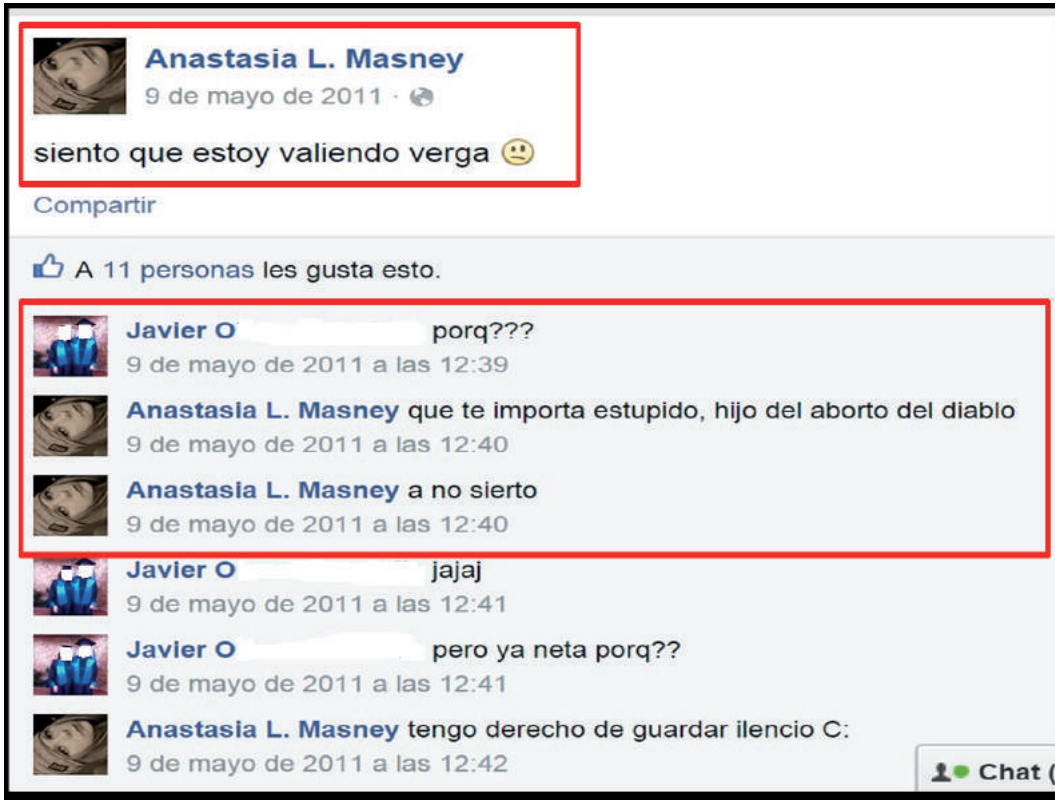 Anastasia L. Masney
9 de mayo de 2011 ·
siento que estoy valiendo verga
Compartir
A 11 personas les gusta esto.
Javier O porq???
9 de mayo de 2011 a las 12:39
Anastasia L. Masney que te importa estupido, hijo del aborto del diablo
9 de mayo de 2011 a las 12:40
Anastasia L. Masney a no sierto
9 de mayo de 2011 a las 12:40
Javier O jajaj
9 de mayo de 2011 a las 12:41
Javier O pero ya neta porq??
9 de mayo de 2011 a las 12:41
Anastasia L. Masney tengo derecho de guardar ilencio C:
9 de mayo de 2011 a las 12:42
Chat (